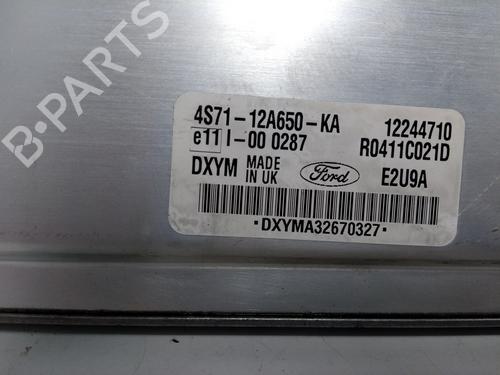 4S71-12A650-KA 12244710
e11 I-00 0287 R0411C021D
DXYM MADE IN UK Ford E2U9A
*DXYMA32670327*
B-PARTS